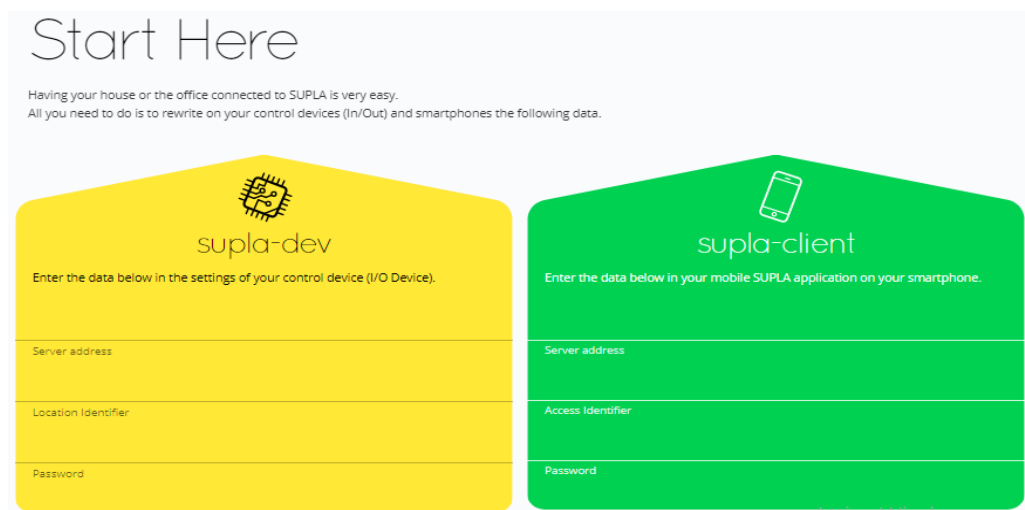 Start Here
Having your house or the office connected to SUPLA is very easy.
All you need to do is to rewrite on your control devices (In/Out) and smartphones the following data.
supla-dev
Enter the data below in the settings of your control device (I/O Device).
Server address
Location Identifier
Password
supla-client
Enter the data below in your mobile SUPLA application on your smartphone.
Server address
Access Identifier
Password